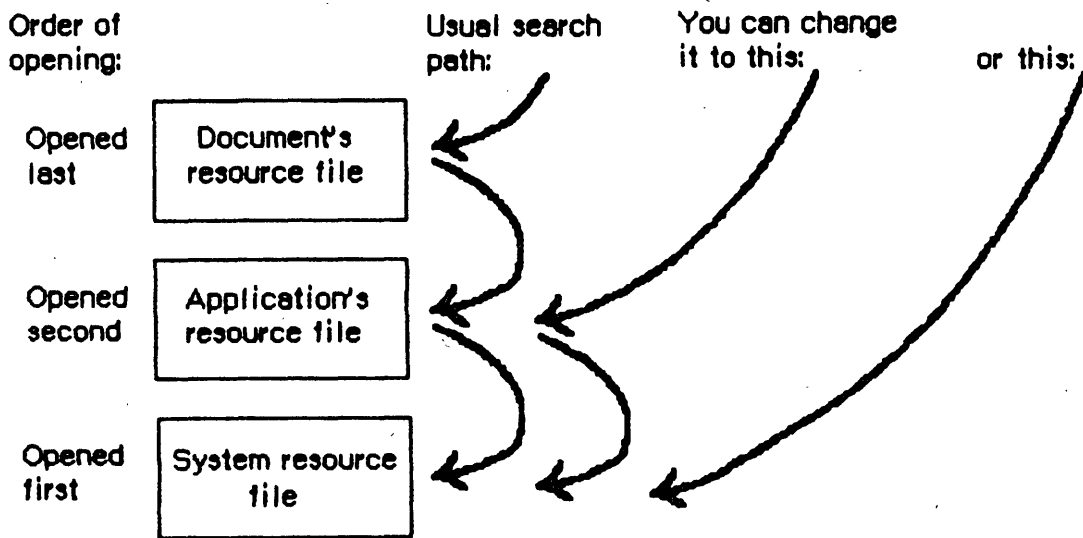 Order of
opening:
Usual search
path:
You can change
it to this:
or this:
Opened
last
Document's
resource file
Opened
second
Application's
resource file
Opened
first
System resource
file